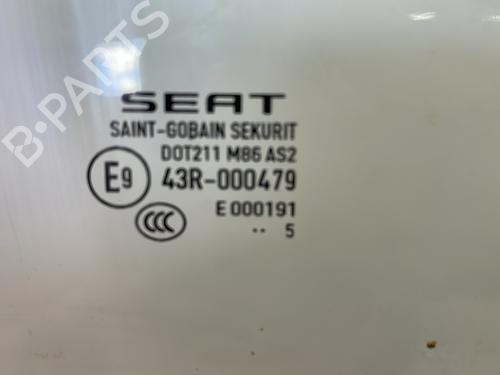 B-PARTS
SEAT
SAINT-GOBAIN SEKURIT
DOT211 M86 AS2
E9 43R-000479
CCC E 000191
·· 5